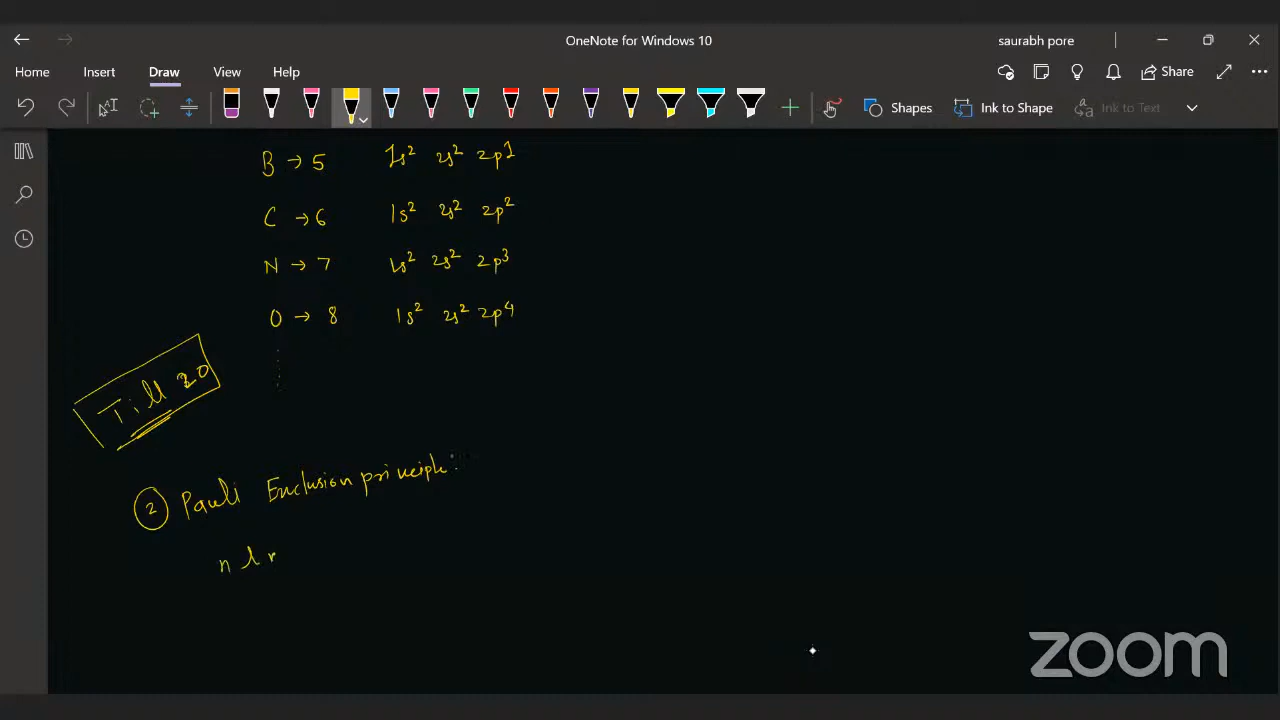 OneNote for Windows 10
saurabh pore
Home Insert Draw View Help
Share
Shapes
Ink to Shape
Ink to Text
B → 5 1s² 2s² 2p¹
C → 6 1s² 2s² 2p²
N → 7 1s² 2s² 2p³
O → 8 1s² 2s² 2p⁴
Till 20
② Pauli Exclusion principle:
n l
zoom